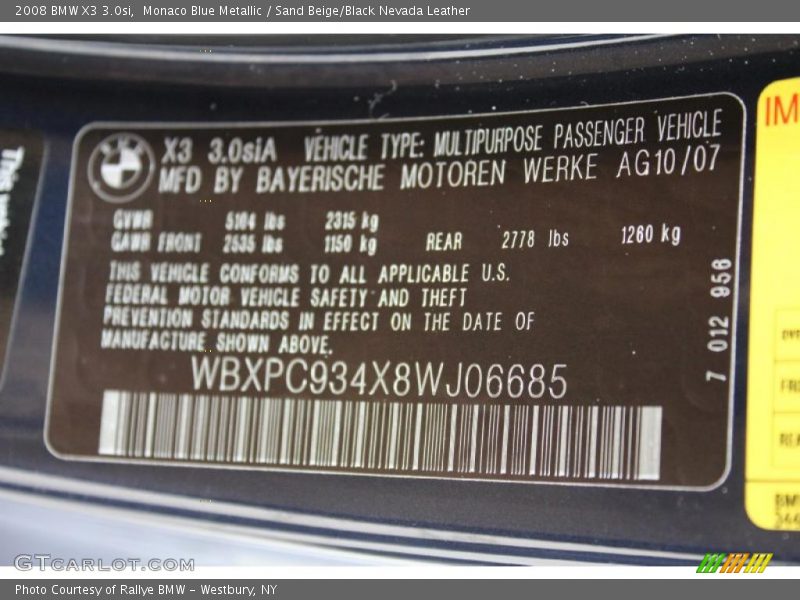 2008 BMW X3 3.0si, Monaco Blue Metallic / Sand Beige/Black Nevada Leather
X3 3.0siA VEHICLE TYPE: MULTIPURPOSE PASSENGER VEHICLE
MFD BY BAYERISCHE MOTOREN WERKE AG10/07
GVWR 5104 lbs 2315 kg
GAWR FRONT 2535 lbs 1150 kg REAR 2778 lbs 1260 kg
THIS VEHICLE CONFORMS TO ALL APPLICABLE U.S.
FEDERAL MOTOR VEHICLE SAFETY AND THEFT
PREVENTION STANDARDS IN EFFECT ON THE DATE OF
MANUFACTURE SHOWN ABOVE.
WBXPC934X8WJ06685
7 012 956
IM
BMW
This
GTCARLOT.COM
Photo Courtesy of Rallye BMW - Westbury, NY